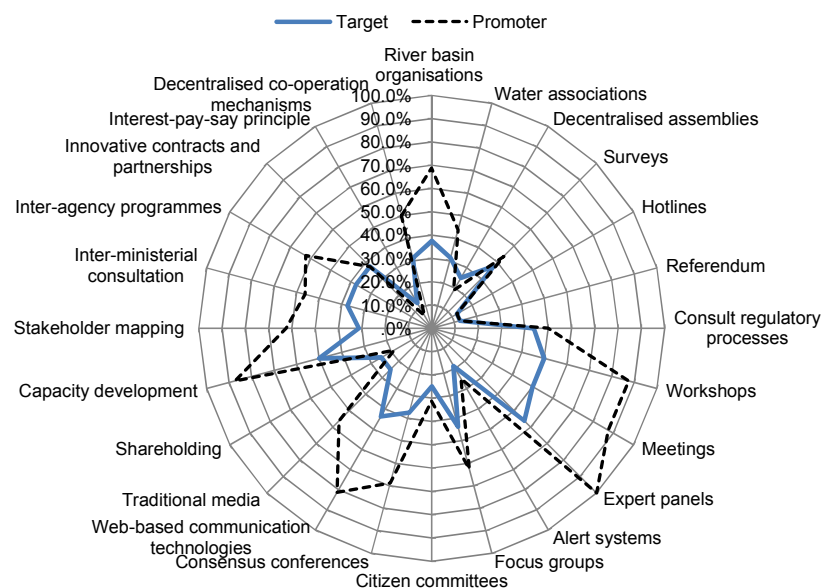 Target
Promoter
River basin
organisations
Water associations
Decentralised assemblies
Surveys
Hotlines
Referendum
Consult regulatory
processes
Workshops
Meetings
Expert panels
Alert systems
Focus groups
Citizen committees
Consensus conferences
Web-based communication
technologies
Traditional media
Shareholding
Capacity development
Stakeholder mapping
Inter-ministerial
consultation
Inter-agency programmes
Innovative contracts and
partnerships
Interest-pay-say principle
Decentralised co-operation
mechanisms
100.0%
90.0%
80.0%
70.0%
60.0%
50.0%
40.0%
30.0%
20.0%
10.0%
.0%